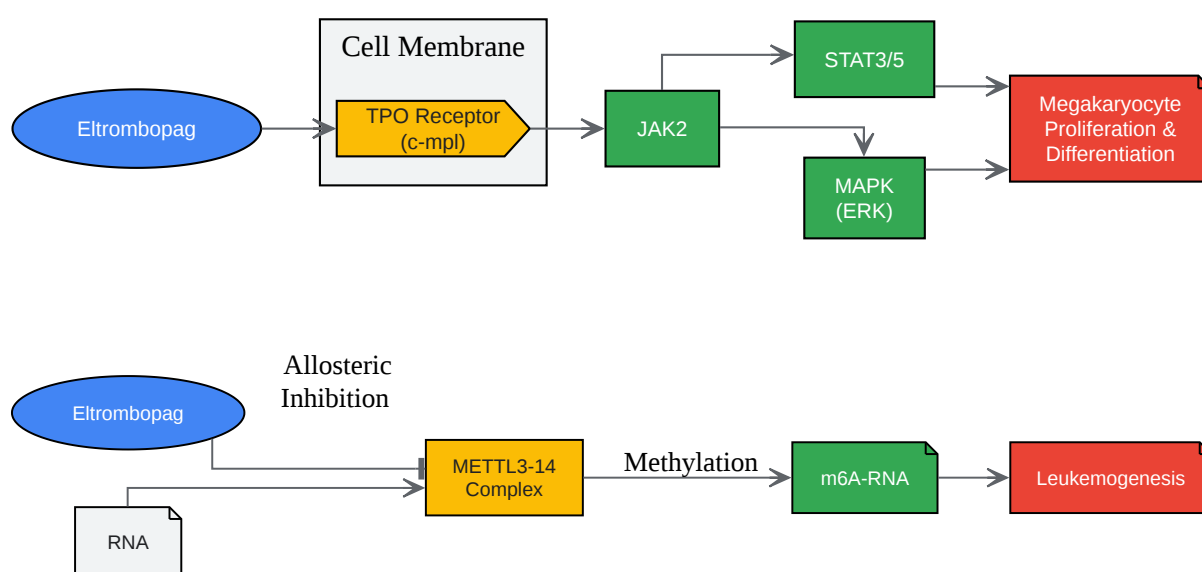 Cell Membrane
Eltrombopag
TPO Receptor
(c-mpl)
JAK2
STAT3/5
MAPK
(ERK)
Megakaryocyte
Proliferation &
Differentiation
Allosteric
Inhibition
Eltrombopag
RNA
METTL3-14
Complex
Methylation
m6A-RNA
Leukemogenesis